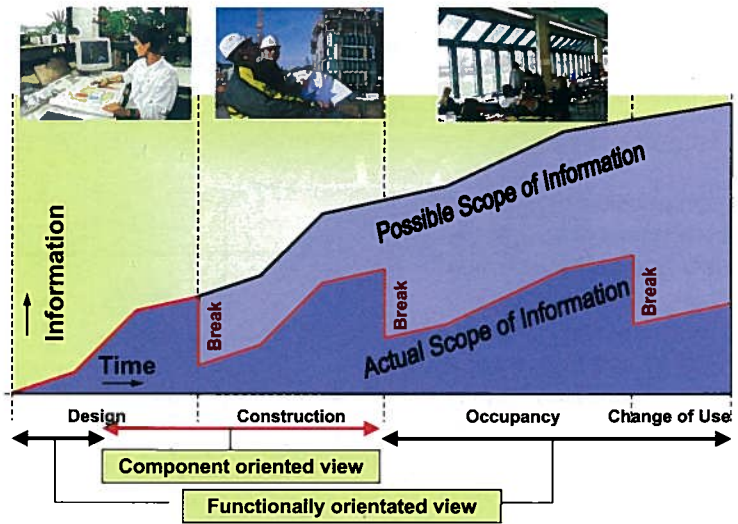 Possible Scope of Information
Information
Break
Break
Break
Actual Scope of Information
Time
Design
Construction
Occupancy
Change of Use
Component oriented view
Functionally orientated view